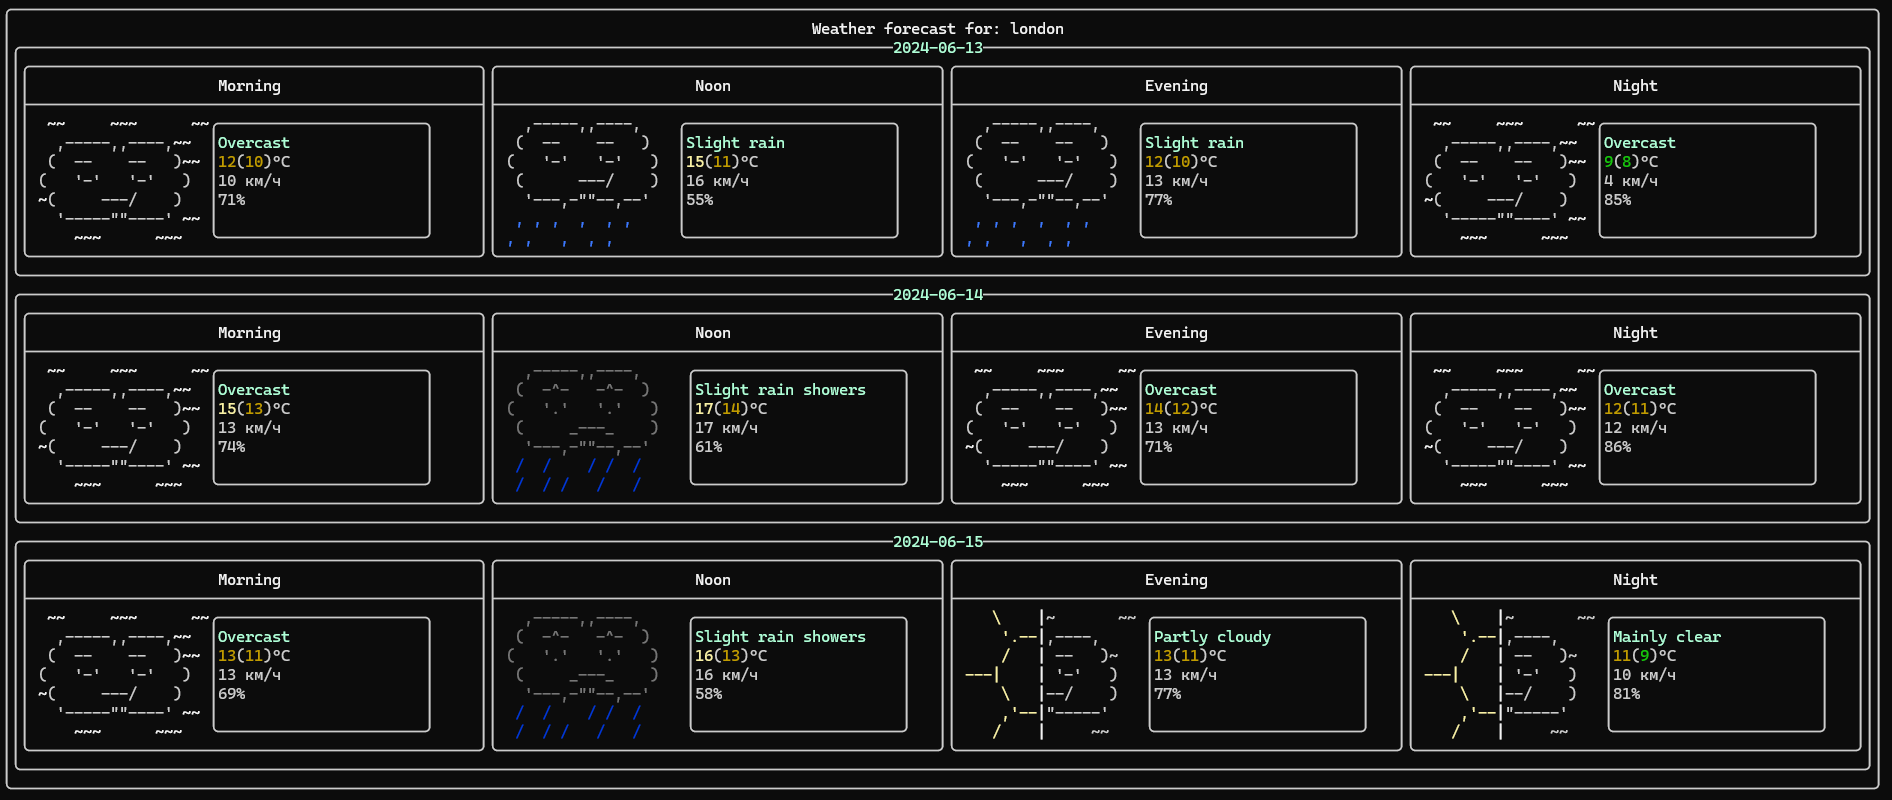 Weather forecast for: london
2024-06-13
Morning
Noon
Evening
Night
Overcast
12(10)°C
10 км/ч
71%
Slight rain
15(11)°C
16 км/ч
55%
Slight rain
12(10)°C
13 км/ч
77%
Overcast
9(8)°C
4 км/ч
85%
2024-06-14
Morning
Noon
Evening
Night
Overcast
15(13)°C
13 км/ч
74%
Slight rain showers
17(14)°C
17 км/ч
61%
Overcast
14(12)°C
13 км/ч
71%
Overcast
12(11)°C
12 км/ч
86%
2024-06-15
Morning
Noon
Evening
Night
Overcast
13(11)°C
13 км/ч
69%
Slight rain showers
16(13)°C
16 км/ч
58%
Partly cloudy
13(11)°C
13 км/ч
77%
Mainly clear
11(9)°C
10 км/ч
81%